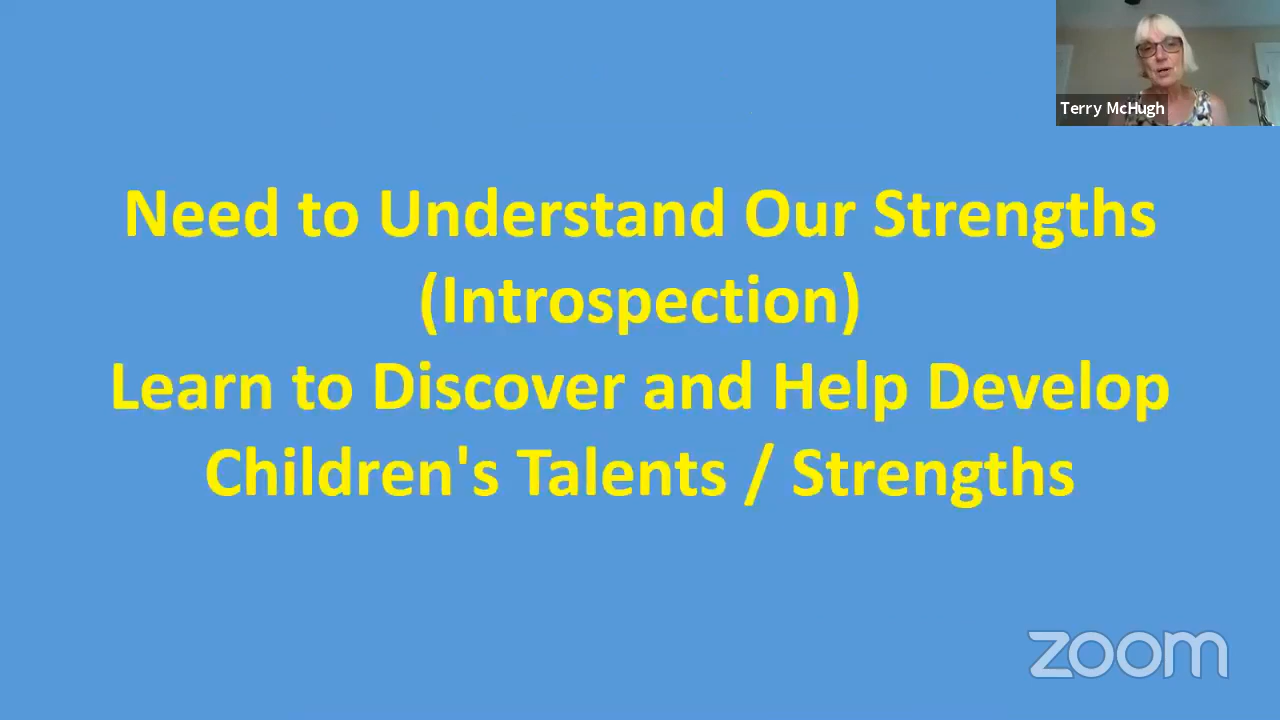 Terry McHugh
Need to Understand Our Strengths
(Introspection)
Learn to Discover and Help Develop
Children's Talents / Strengths
zoom